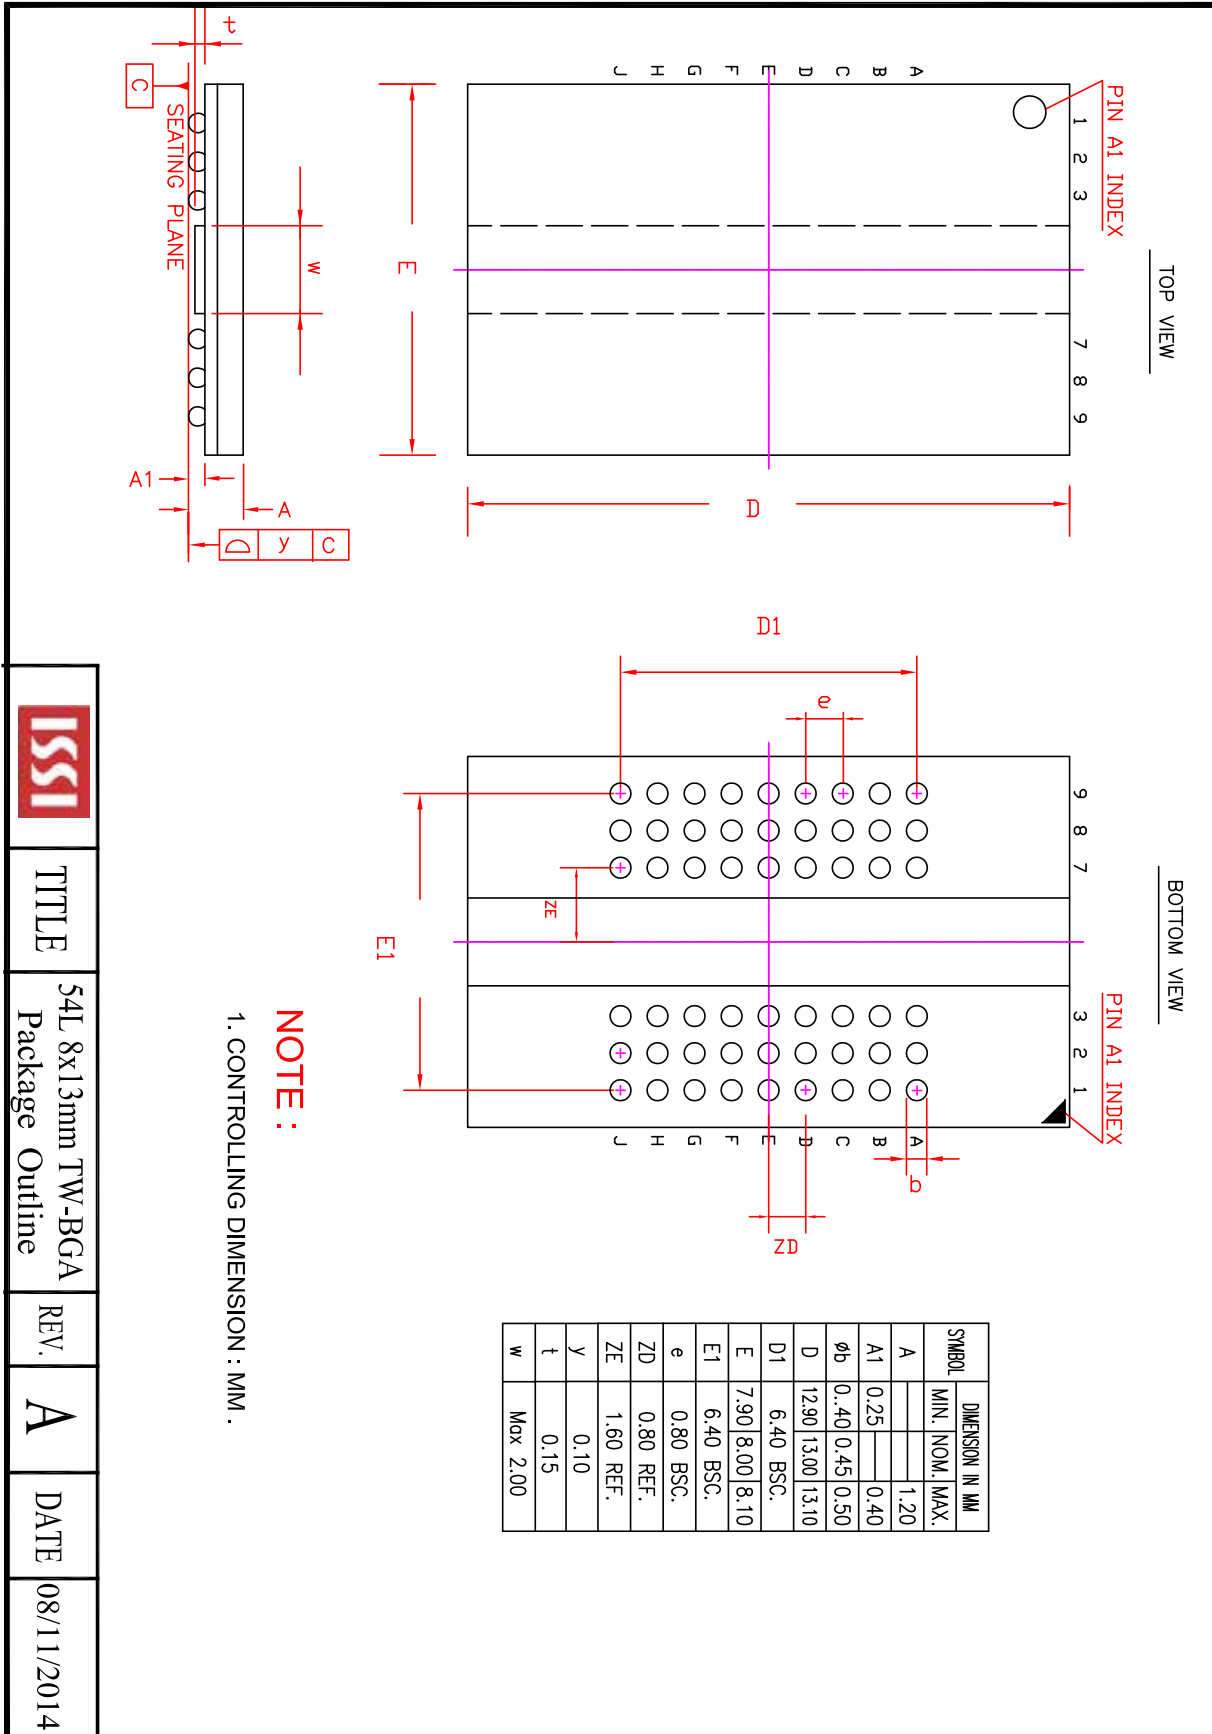 TOP VIEW
PIN A1 INDEX
1 2 3 7 8 9
A
B
C
D
E
F
G
H
J
D
E
w
t
C
SEATING PLANE
A1
A
y C
BOTTOM VIEW
PIN A1 INDEX
9 8 7 3 2 1
A
B
C
D
E
F
G
H
J
D1
e
E1
ZE
b
ZD
SYMBOL DIMENSION IN MM
MIN. NOM. MAX.
A — — 1.20
A1 0.25 — 0.40
øb 0..40 0.45 0.50
D 12.90 13.00 13.10
D1 6.40 BSC.
E 7.90 8.00 8.10
E1 6.40 BSC.
e 0.80 BSC.
ZD 0.80 REF.
ZE 1.60 REF.
y 0.10
t 0.15
w Max 2.00
NOTE :
1. CONTROLLING DIMENSION : MM .
ISSI
TITLE
54L 8x13mm TW-BGA
Package Outline
REV. A
DATE 08/11/2014